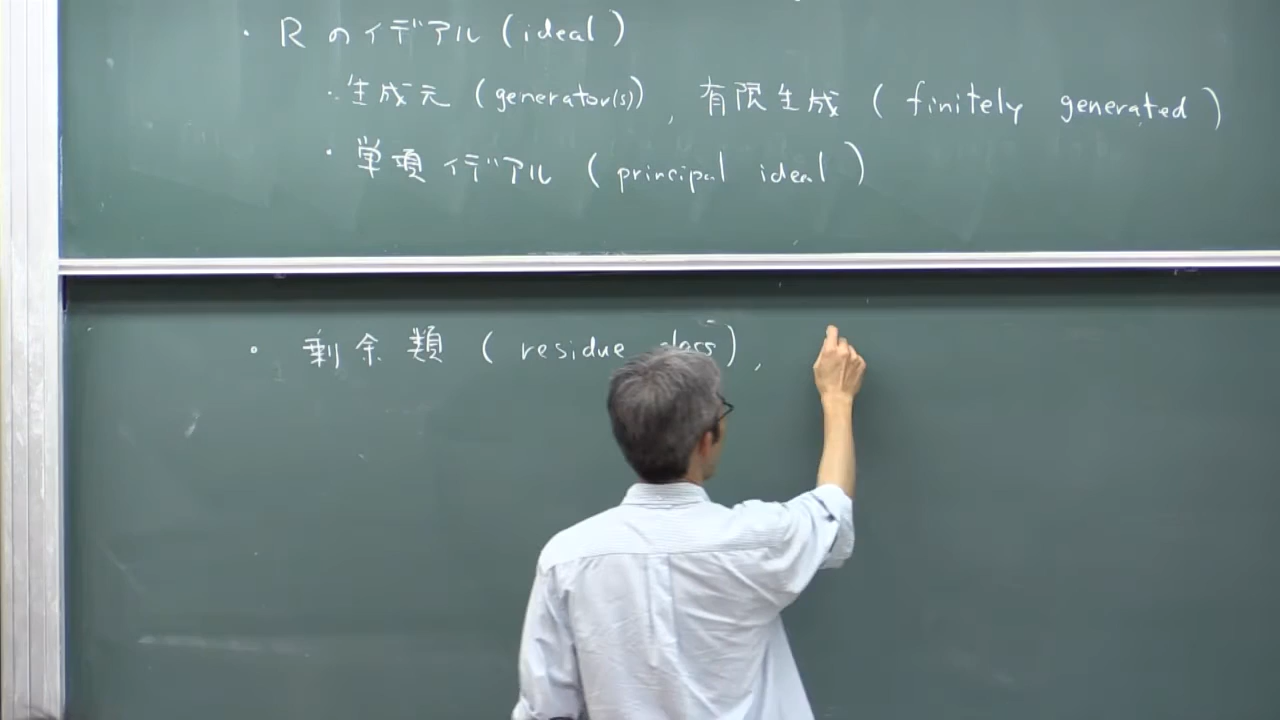 ・R のイデアル (ideal)
・生成元 (generator(s)), 有限生成 (finitely generated)
・単項イデアル (principal ideal)
・剰余類 (residue class),